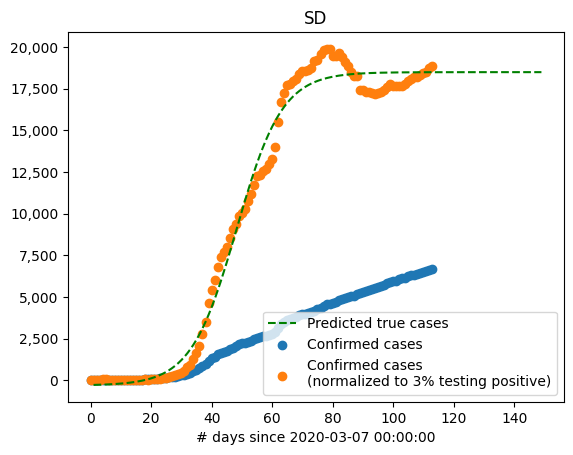 SD
20,000
17,500
15,000
12,500
10,000
7,500
5,000
2,500
0
Predicted true cases
Confirmed cases
Confirmed cases
(normalized to 3% testing positive)
0 20 40 60 80 100 120 140
# days since 2020-03-07 00:00:00